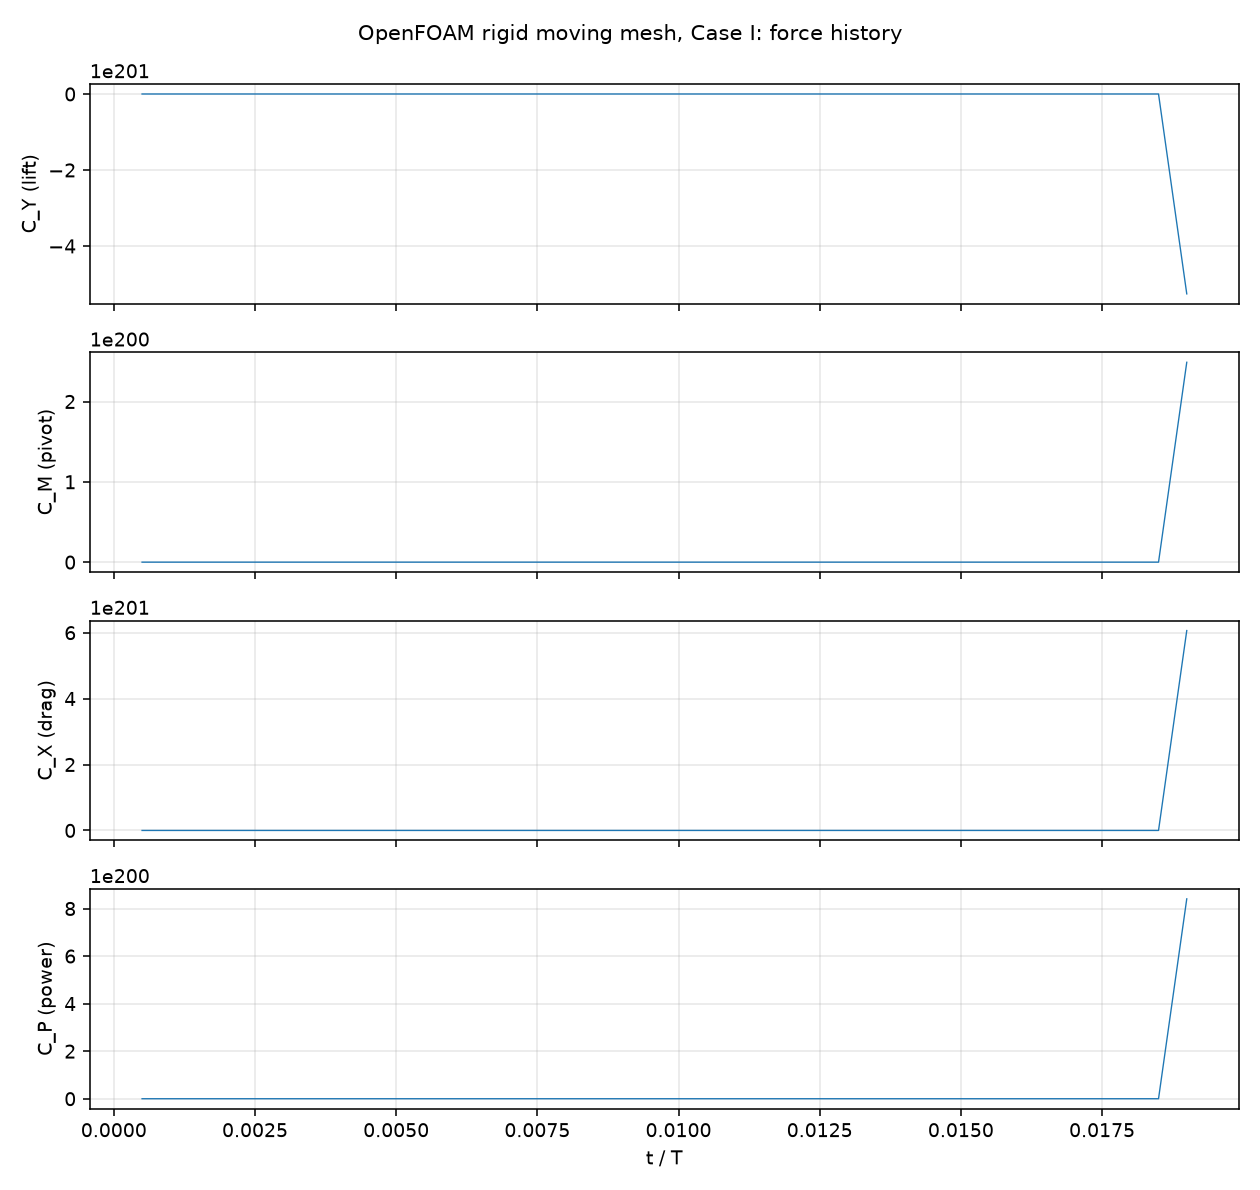 OpenFOAM rigid moving mesh, Case I: force history
1e201
0
−2
−4
C_Y (lift)
1e200
2
1
0
C_M (pivot)
1e201
6
4
2
0
C_X (drag)
1e200
8
6
4
2
0
C_P (power)
0.0000 0.0025 0.0050 0.0075 0.0100 0.0125 0.0150 0.0175
t / T